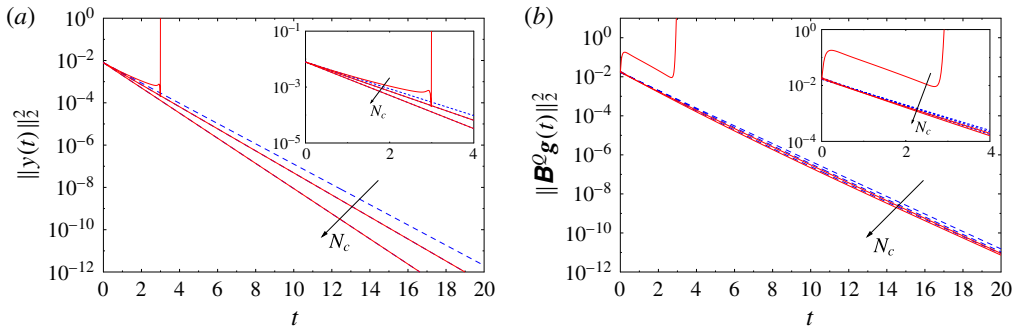 (a)
10^0
10^{-2}
10^{-4}
10^{-6}
10^{-8}
10^{-10}
10^{-12}
||y(t)||_2^2
0 2 4 6 8 10 12 14 16 18 20
t
N_c
10^{-1}
10^{-3}
10^{-5}
0 2 4
N_c
(b)
10^0
10^{-2}
10^{-4}
10^{-6}
10^{-8}
10^{-10}
10^{-12}
||B^Q g(t)||_2^2
0 2 4 6 8 10 12 14 16 18 20
t
N_c
10^0
10^{-2}
10^{-4}
0 2 4
N_c